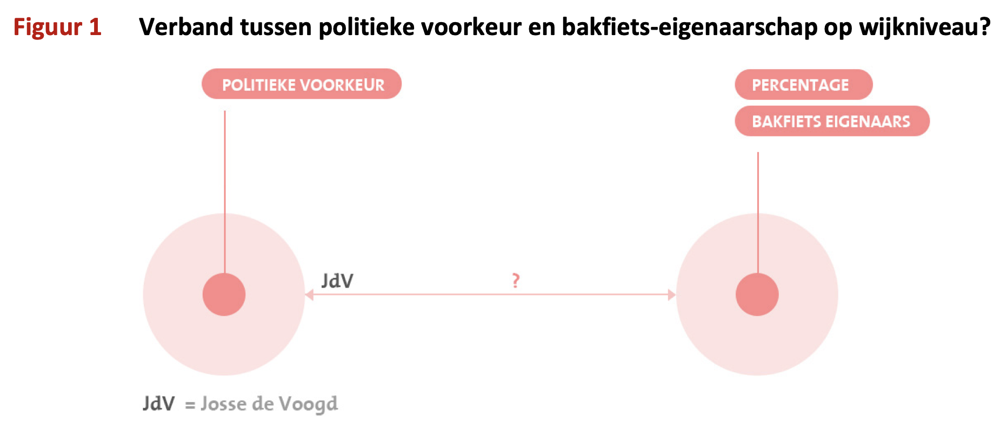 Figuur 1 Verband tussen politieke voorkeur en bakfiets-eigenaarschap op wijkniveau?
POLITIEKE VOORKEUR
PERCENTAGE
BAKFIETS EIGENAARS
JdV
?
JdV = Josse de Voogd